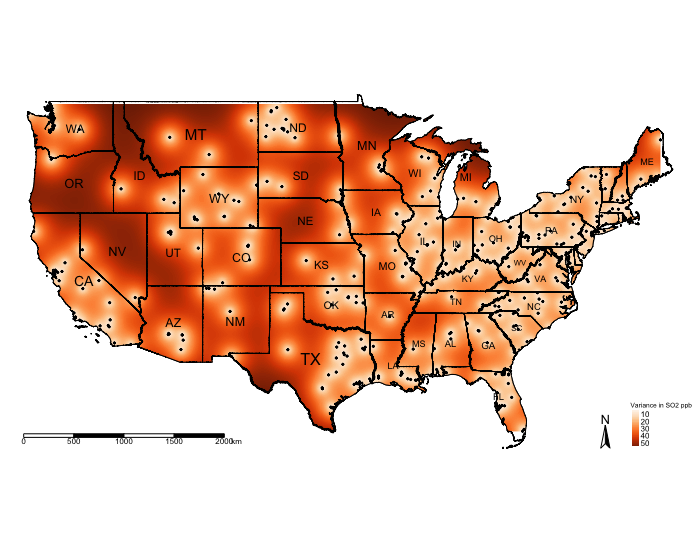 WA
MT
ND
MN
ME
OR
ID
SD
WI
MI
WY
NY
NE
IA
PA
NV
UT
CO
IL
IN
OH
CA
KS
MO
KY
WV
VA
AZ
NM
OK
AR
TN
NC
SC
TX
MS
AL
GA
LA
FL
Variance in SO2 ppb
10
20
30
40
50
N
0 500 1000 1500 2000km